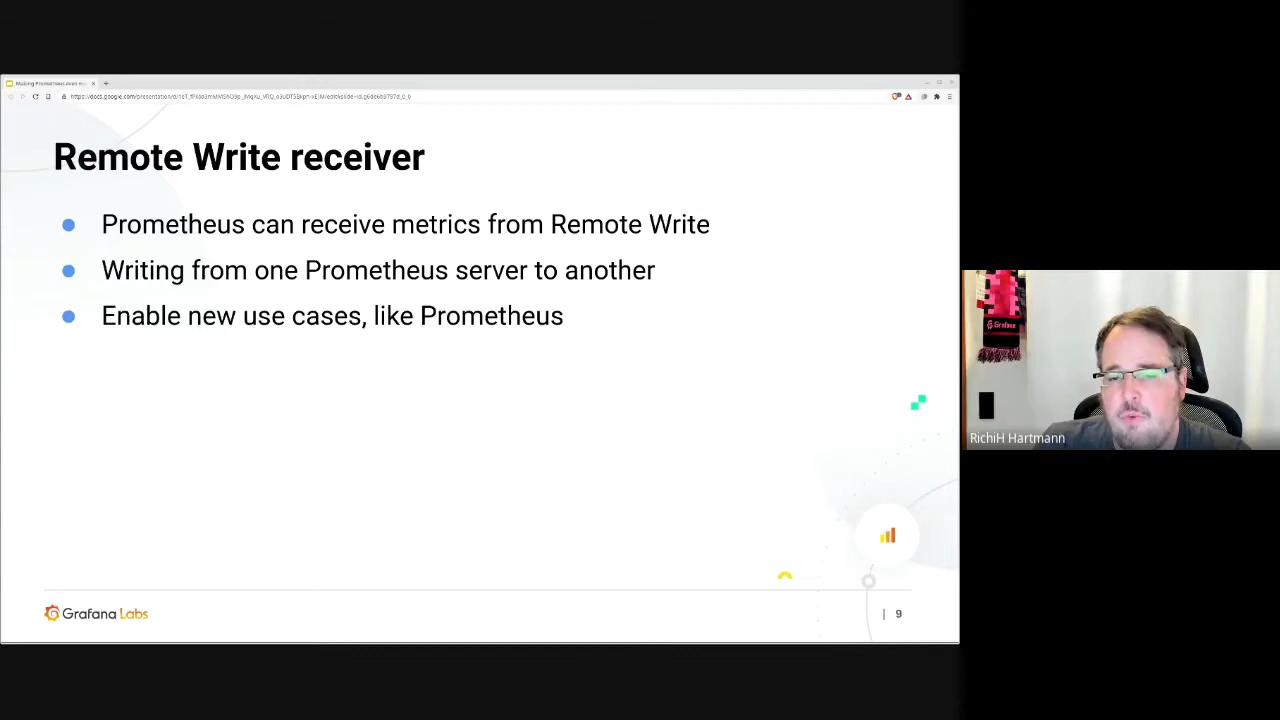 Remote Write receiver
Prometheus can receive metrics from Remote Write
Writing from one Prometheus server to another
Enable new use cases, like Prometheus
Grafana Labs
| 9
Grafana
RichiH Hartmann